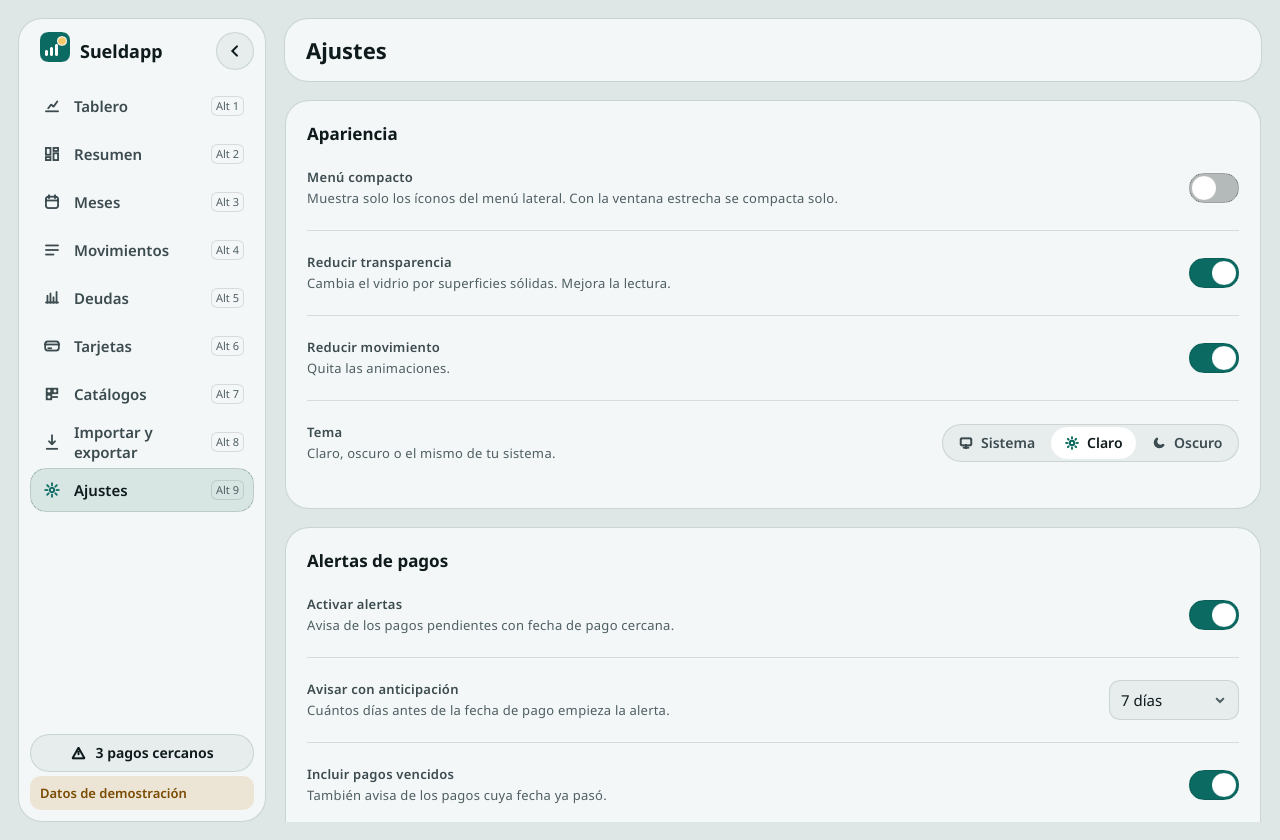 Sueldapp
Tablero Alt 1
Resumen Alt 2
Meses Alt 3
Movimientos Alt 4
Deudas Alt 5
Tarjetas Alt 6
Catálogos Alt 7
Importar y
exportar Alt 8
Ajustes Alt 9
3 pagos cercanos
Datos de demostración
Ajustes
Apariencia
Menú compacto
Muestra solo los íconos del menú lateral. Con la ventana estrecha se compacta solo.
Reducir transparencia
Cambia el vidrio por superficies sólidas. Mejora la lectura.
Reducir movimiento
Quita las animaciones.
Tema
Claro, oscuro o el mismo de tu sistema.
Sistema Claro Oscuro
Alertas de pagos
Activar alertas
Avisa de los pagos pendientes con fecha de pago cercana.
Avisar con anticipación
Cuántos días antes de la fecha de pago empieza la alerta.
7 días
Incluir pagos vencidos
También avisa de los pagos cuya fecha ya pasó.